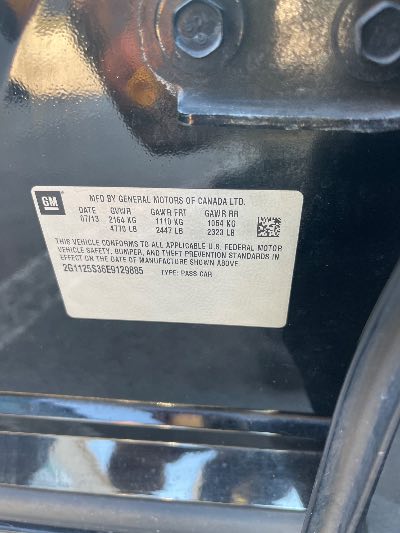 GM
MFD BY GENERAL MOTORS OF CANADA LTD.
DATE GVWR GAWR FRT GAWR RR
07/13 2164 KG 1110 KG 1054 KG
4770 LB 2447 LB 2323 LB
THIS VEHICLE CONFORMS TO ALL APPLICABLE U.S. FEDERAL MOTOR
VEHICLE SAFETY, BUMPER, AND THEFT PREVENTION STANDARDS IN
EFFECT ON THE DATE OF MANUFACTURE SHOWN ABOVE.
2G1125S36E9129885 TYPE: PASS CAR